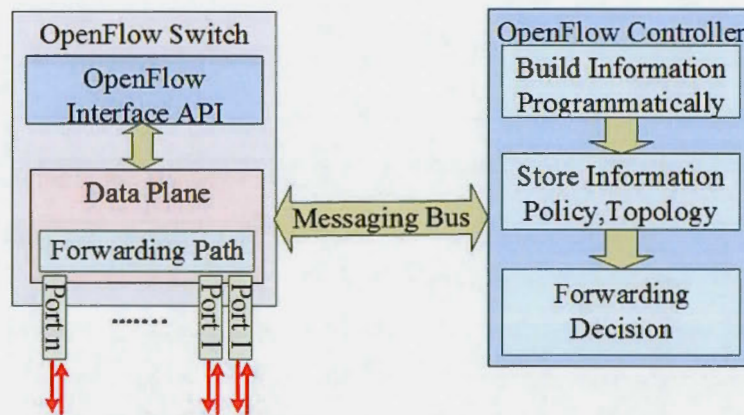 OpenFlow Switch
OpenFlow
Interface API
Data Plane
Forwarding Path
Port n
.......
Port 1
Port 1
Messaging Bus
OpenFlow Controller
Build Information
Programmatically
Store Information
Policy,Topology
Forwarding
Decision